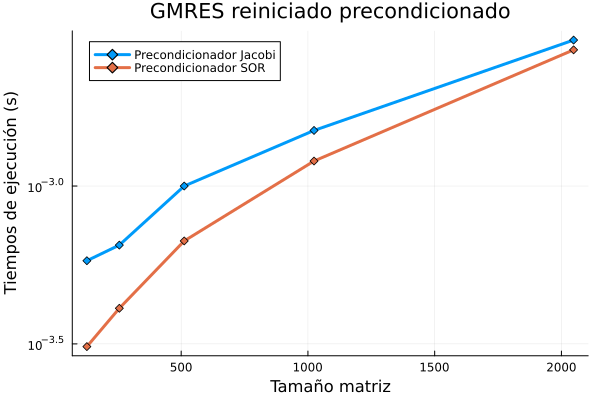 GMRES reiniciado precondicionado
Precondicionador Jacobi
Precondicionador SOR
Tiempos de ejecución (s)
10^−3.0
10^−3.5
500
1000
1500
2000
Tamaño matriz